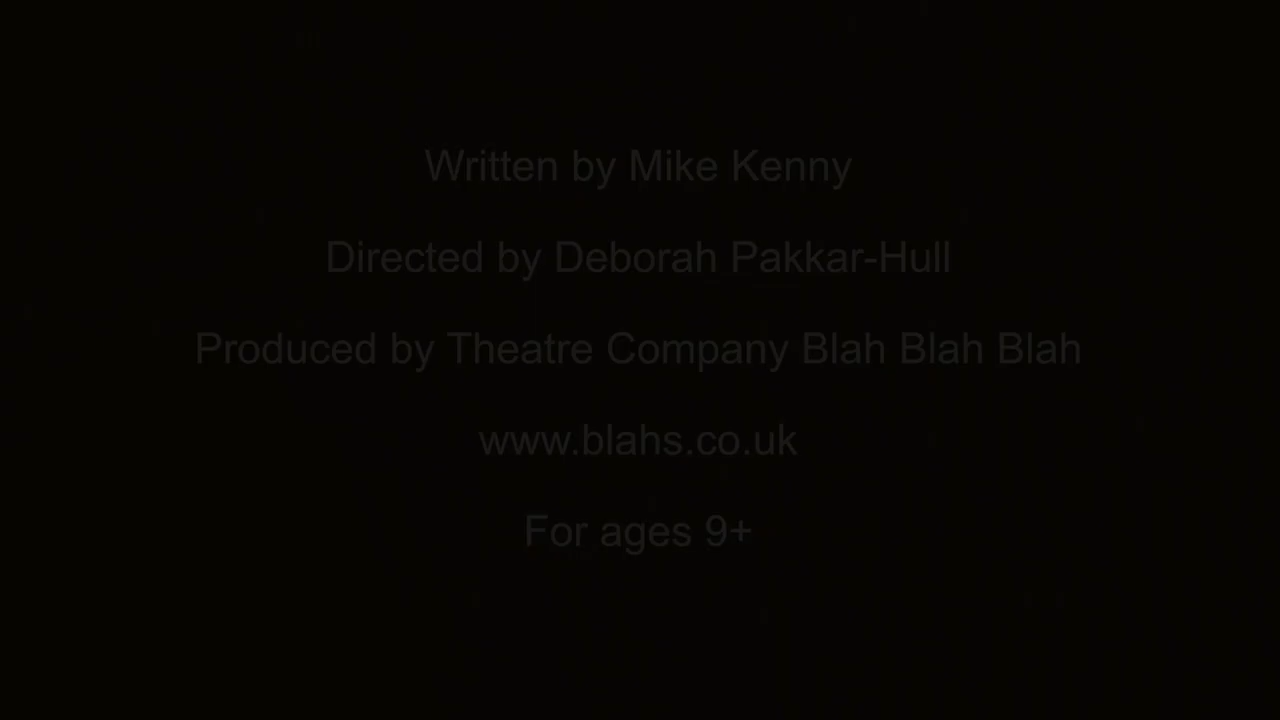 Written by Mike Kenny
Directed by Deborah Pakkar-Hull
Produced by Theatre Company Blah Blah Blah
www.blahs.co.uk
For ages 9+